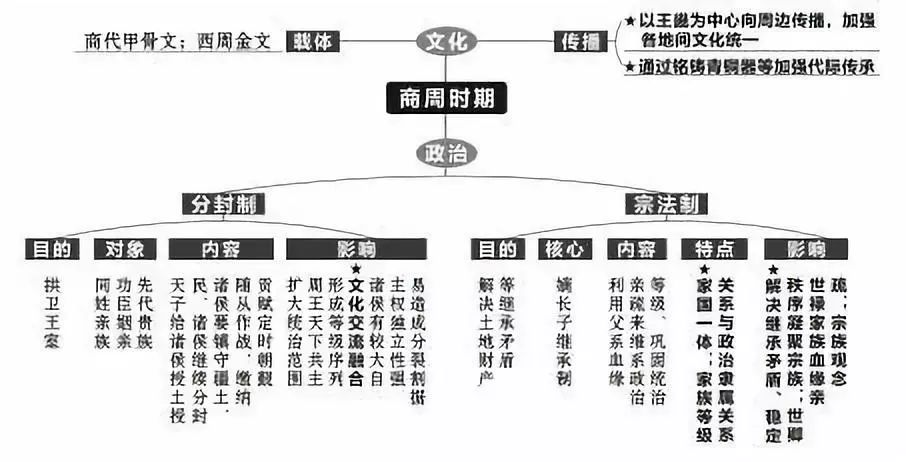 商代甲骨文；西周金文
载体
文化
传播
★以王畿为中心向周边传播，加强
各地间文化统一
★通过铭铸青铜器等加强代际传承
商周时期
政治
分封制
目的
拱卫王室
对象
同姓亲族
功臣姻亲
先代贵族
内容
天子给诸侯授土授
民、诸侯继续分封
诸侯要镇守疆土、
随从作战、缴纳
贡赋定时朝觐
影响
扩大统治范围
周王天下共主
形成等级序列
★文化交流融合
诸侯有较大自
主权独立性强
易造成分裂割据
宗法制
目的
解决土地财产
等继承矛盾
核心
嫡长子继承制
内容
利用父系血缘
亲疏来维系政治
等级、巩固统治
特点
★家国一体；家族等级
关系与政治隶属关系
影响
★解决继承矛盾、稳定
秩序凝聚宗族；世卿
世禄家族血缘亲
疏；宗族观念